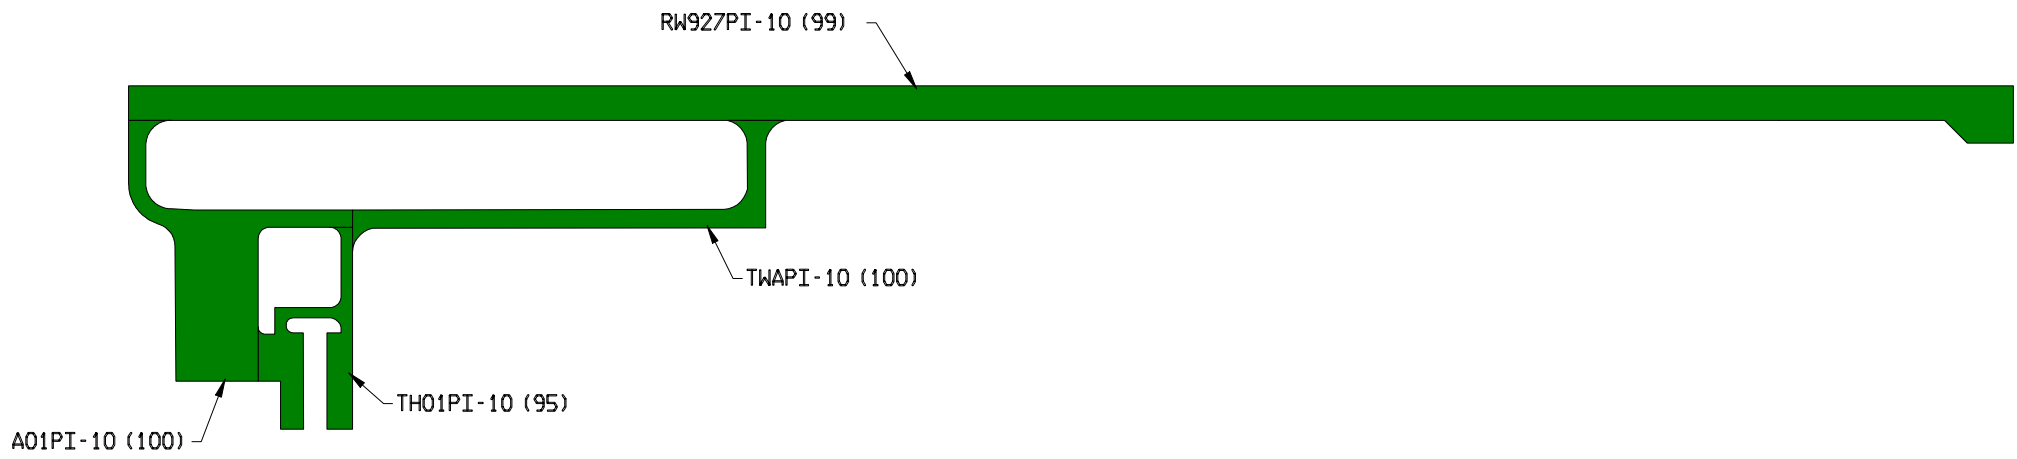 RW927PI-10 (99)
TWAPI-10 (100)
TH01PI-10 (95)
A01PI-10 (100)